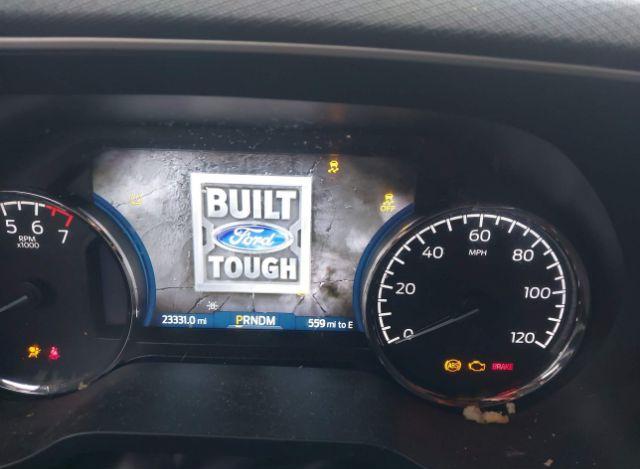 BUILT
Ford
TOUGH
OFF
5 6 7
RPM
x1000
0 20 40 60 80 100 120
MPH
23331.0 mi PRNDM 559 mi to E
ABS BRAKE